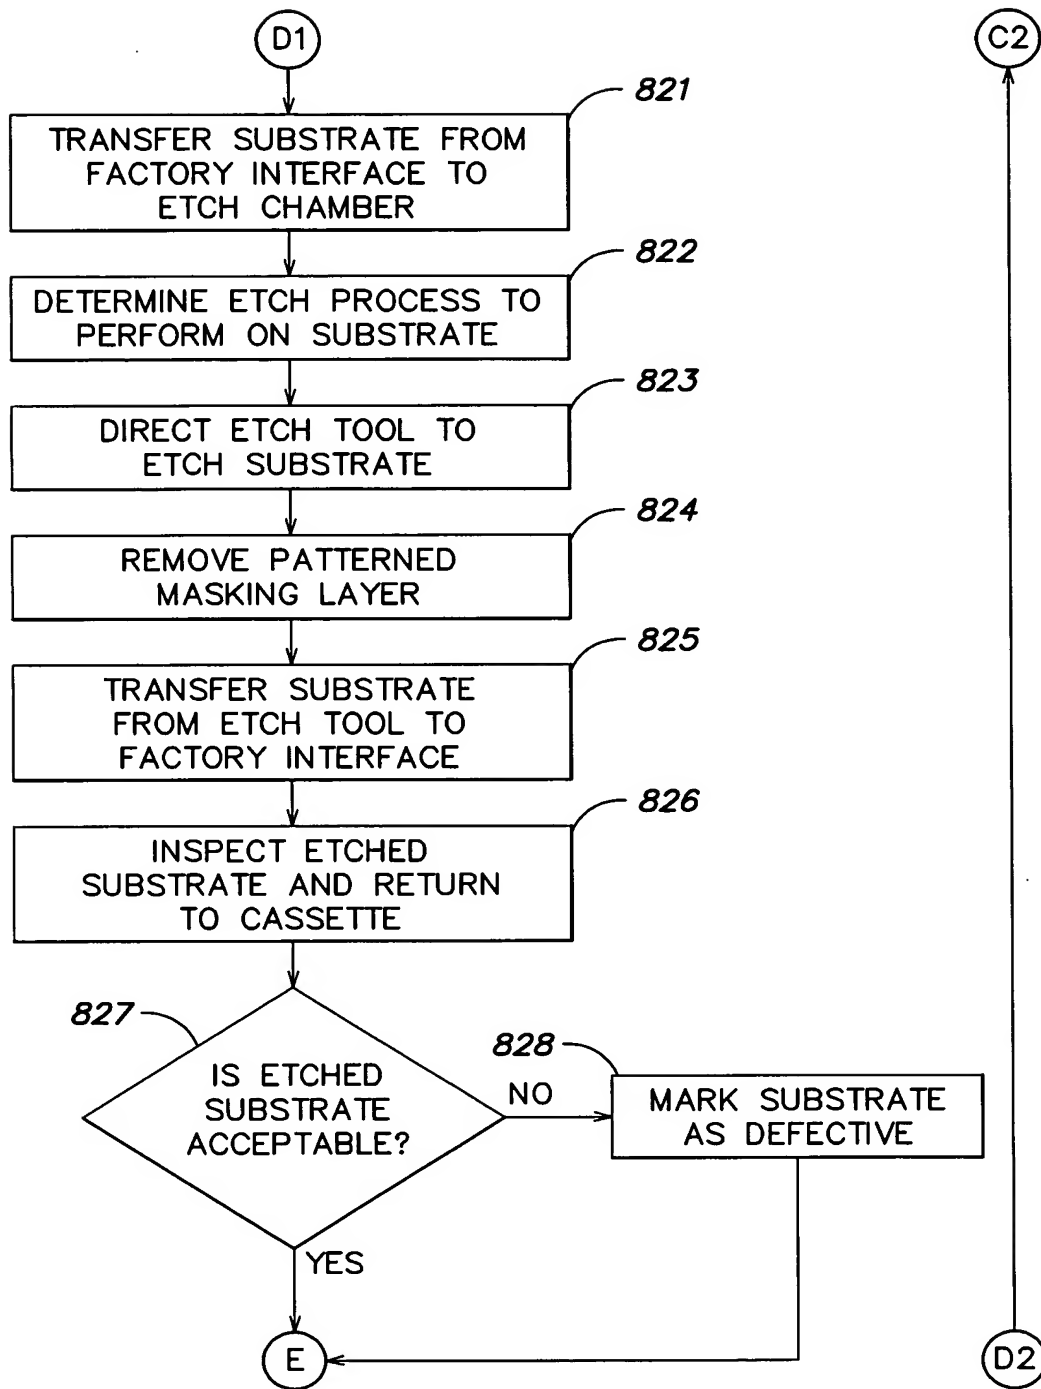 D1
C2
821
TRANSFER SUBSTRATE FROM
FACTORY INTERFACE TO
ETCH CHAMBER
822
DETERMINE ETCH PROCESS TO
PERFORM ON SUBSTRATE
823
DIRECT ETCH TOOL TO
ETCH SUBSTRATE
824
REMOVE PATTERNED
MASKING LAYER
825
TRANSFER SUBSTRATE
FROM ETCH TOOL TO
FACTORY INTERFACE
826
INSPECT ETCHED
SUBSTRATE AND RETURN
TO CASSETTE
827
IS ETCHED
SUBSTRATE
ACCEPTABLE?
NO
828
MARK SUBSTRATE
AS DEFECTIVE
YES
E
D2